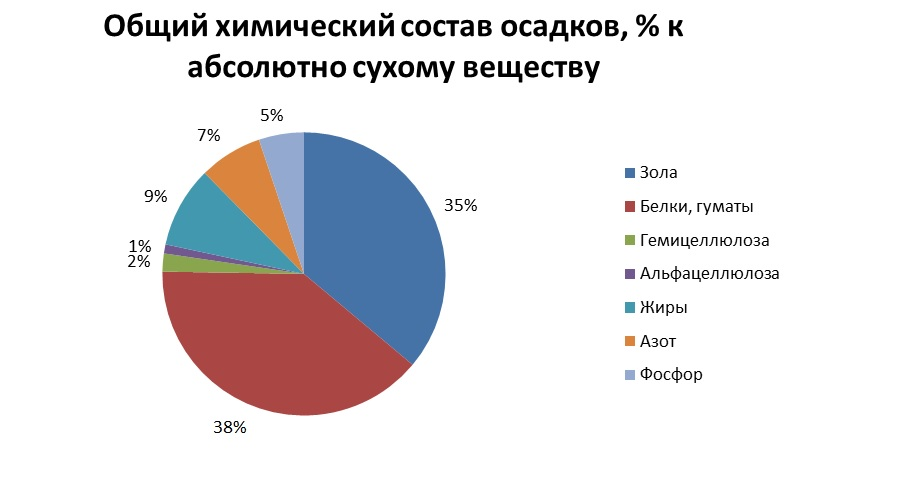 Общий химический состав осадков, % к
абсолютно сухому веществу
5%
7%
9%
1%
2%
35%
38%
Зола
Белки, гуматы
Гемицеллюлоза
Альфацеллюлоза
Жиры
Азот
Фосфор